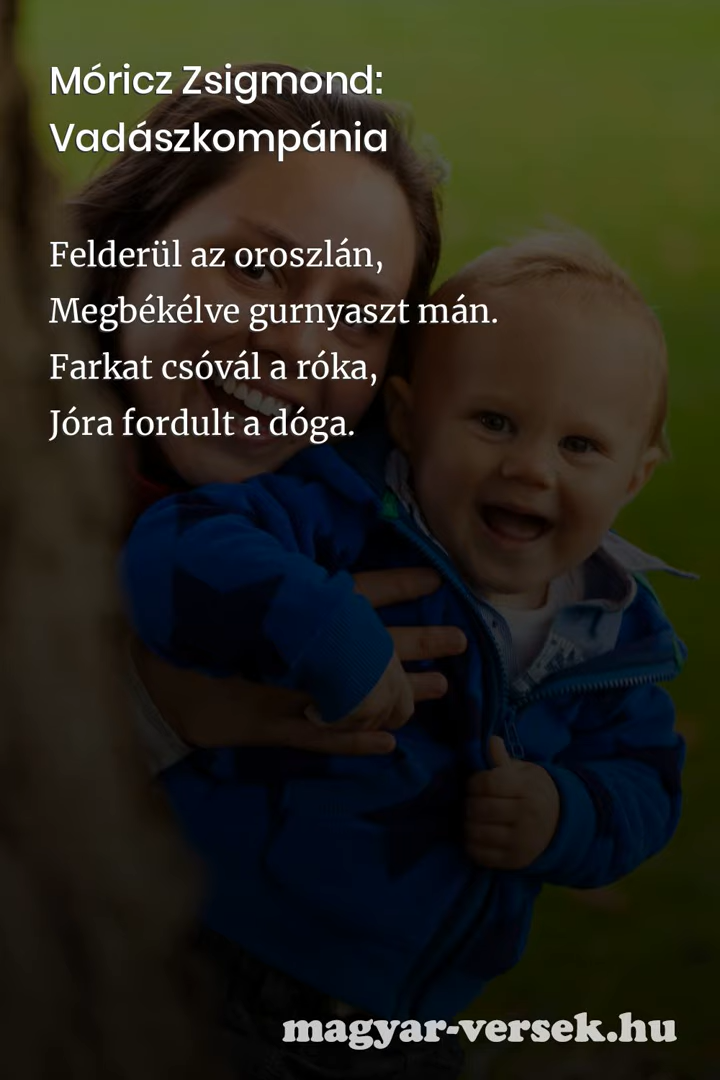 Móricz Zsigmond:
Vadászkompánia
Felderül az oroszlán,
Megbékélve gurnyaszt mán.
Farkat csóvál a róka,
Jóra fordult a dóga.
magyar-versek.hu